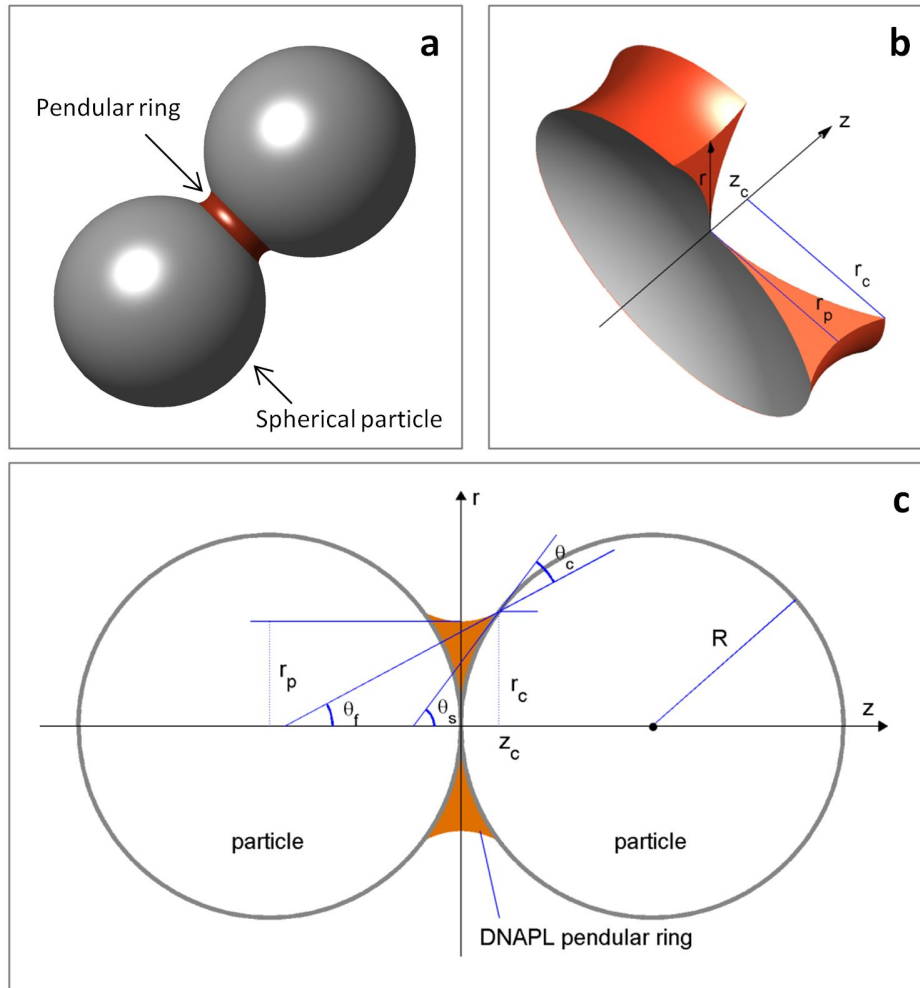 a
Pendular ring
Spherical particle
b
z
r
z_c
r_c
r_p
c
r
θ_c
R
r_p
r_c
z
θ_f
θ_s
z_c
particle
particle
DNAPL pendular ring